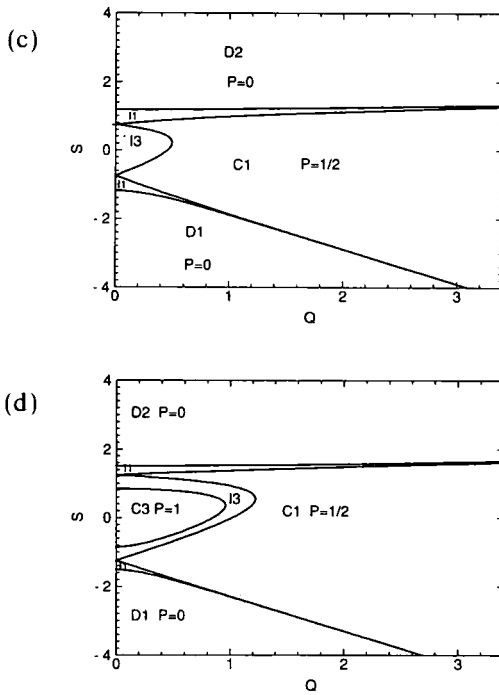 (c)
4
D2
P=0
2
I1
I3
S
0
C1 P=1/2
I1
- 2
D1
P=0
- 4
0 1 2 3
Q
(d)
4
D2 P=0
2
I1
C3 P=1
I3
C1 P=1/2
S
0
I1
- 2
D1 P=0
- 4
0 1 2 3
Q